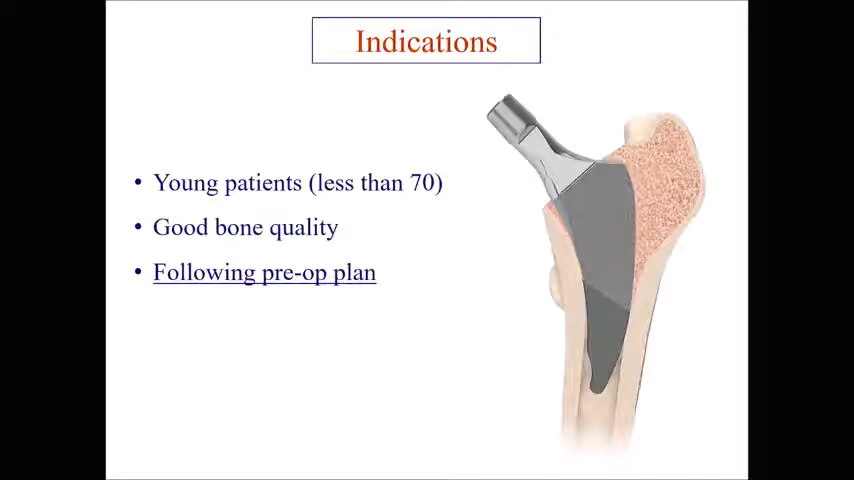 Indications
• Young patients (less than 70)
• Good bone quality
• Following pre-op plan